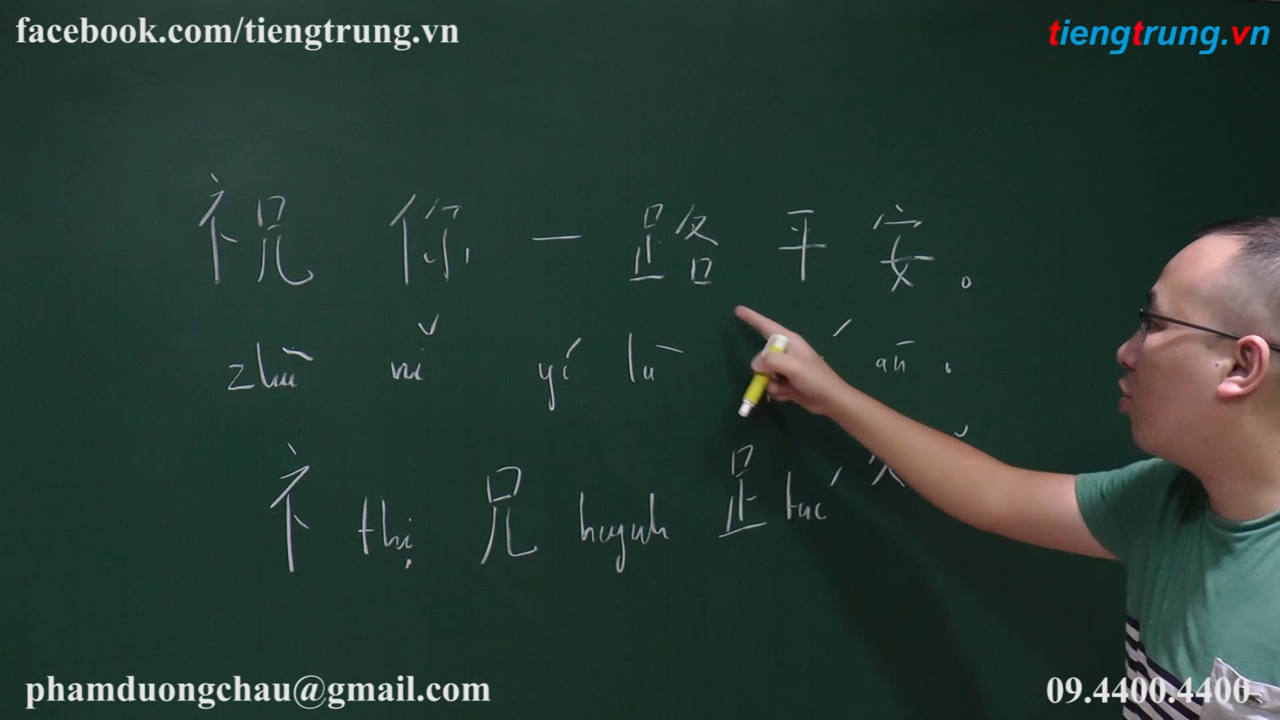 facebook.com/tiengtrung.vn
tiengtrung.vn
祝 你 一 路 平 安。
zhù nǐ yí lù ān.
礻 thị 兄 huynh 𧾷 túc
phamduongchau@gmail.com
09.4400.4400